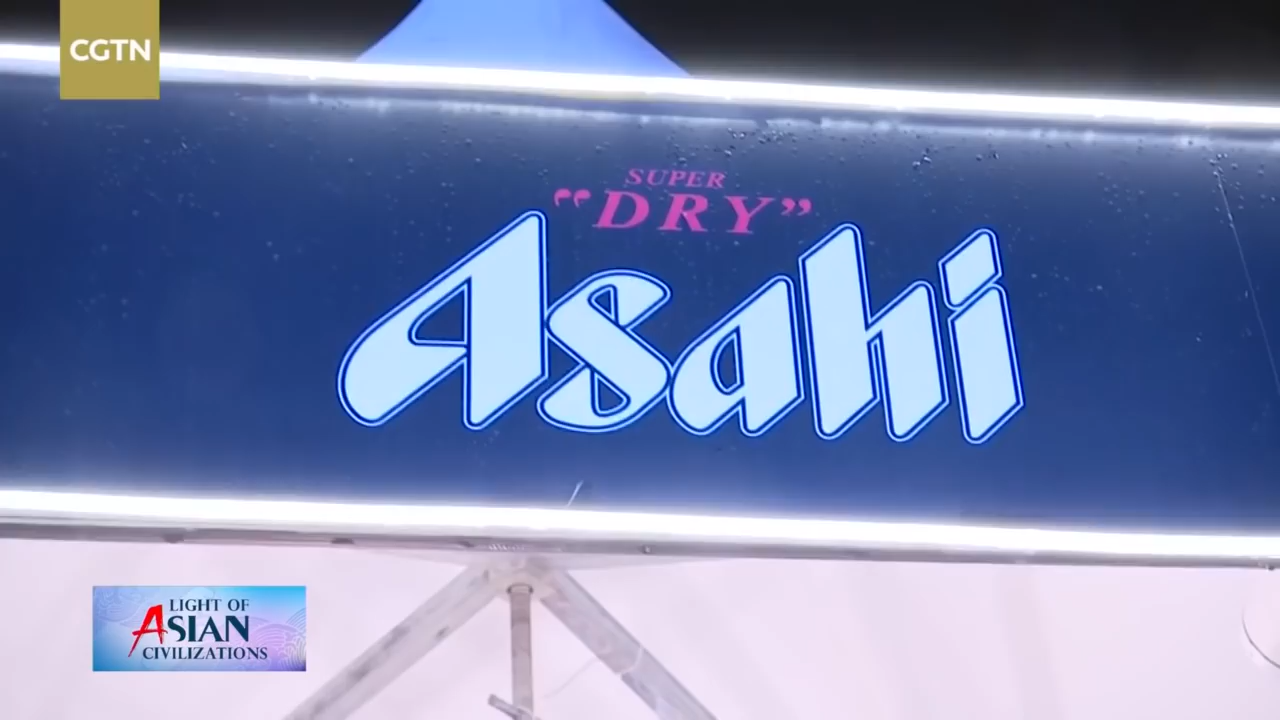 CGTN
SUPER
“DRY”
Asahi
LIGHT OF
ASIAN
CIVILIZATIONS